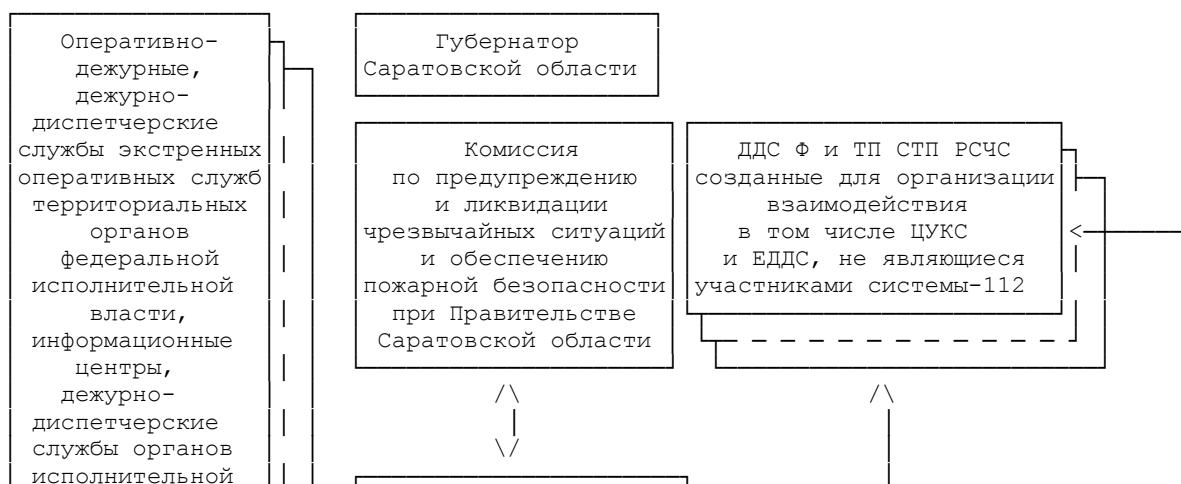 Оперативно-
дежурные,
дежурно-
диспетчерские
службы экстренных
оперативных служб
территориальных
органов
федеральной
исполнительной
власти,
информационные
центры,
дежурно-
диспетчерские
службы органов
исполнительной
Губернатор
Саратовской области
Комиссия
по предупреждению
и ликвидации
чрезвычайных ситуаций
и обеспечению
пожарной безопасности
при Правительстве
Саратовской области
ДДС Ф и ТП СТП РСЧС
созданные для организации
взаимодействия
в том числе ЦУКС
и ЕДДС, не являющиеся
участниками системы-112